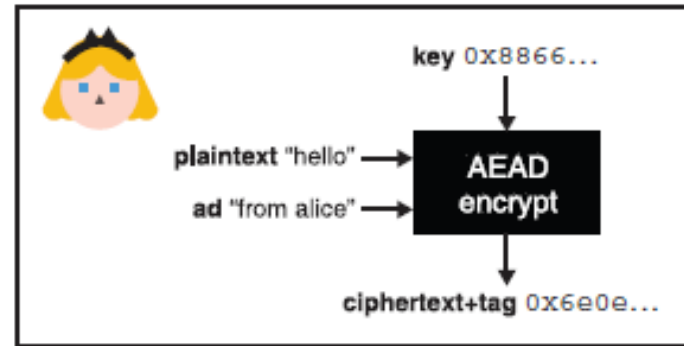 key 0x8866...
plaintext “hello”
AEAD
encrypt
ad “from alice”
ciphertext+tag 0x6e0e...